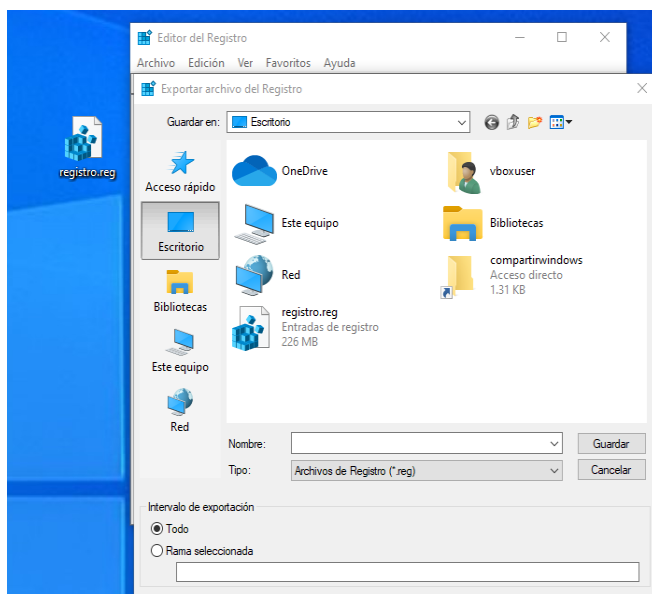 Editor del Registro
Archivo Edición Ver Favoritos Ayuda
Exportar archivo del Registro
Guardar en: Escritorio
registro.reg
Acceso rápido
Escritorio
Bibliotecas
Este equipo
Red
OneDrive
vboxuser
Este equipo
Bibliotecas
Red
compartirwindows
Acceso directo
1.31 KB
registro.reg
Entradas de registro
226 MB
Nombre:
Guardar
Tipo: Archivos de Registro (*.reg)
Cancelar
Intervalo de exportación
Todo
Rama seleccionada